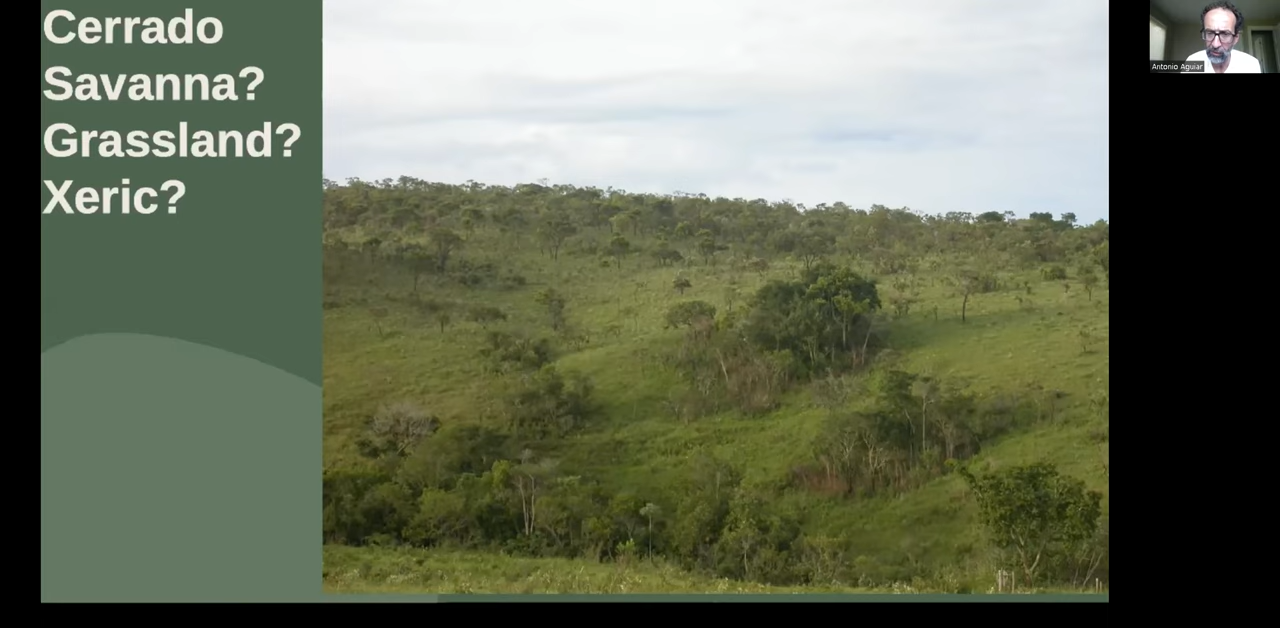 Cerrado
Savanna?
Grassland?
Xeric?
Antonio Aguiar